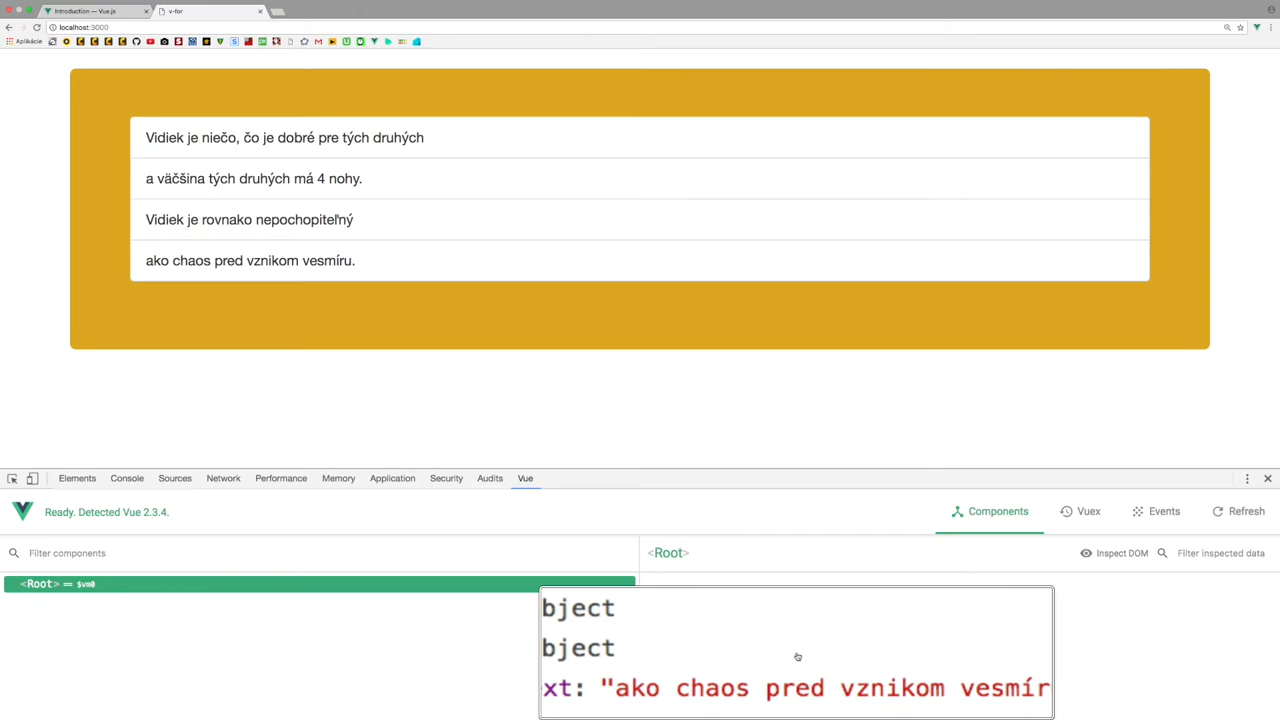 Introduction — Vue.js
v-for
localhost:3000
Aplikácie
Vidiek je niečo, čo je dobré pre tých druhých
a väčšina tých druhých má 4 nohy.
Vidiek je rovnako nepochopiteľný
ako chaos pred vznikom vesmíru.
Elements Console Sources Network Performance Memory Application Security Audits Vue
Ready. Detected Vue 2.3.4.
Components Vuex Events Refresh
Filter components
<Root>
Inspect DOM
Filter inspected data
<Root> == $vm0
bject
bject
xt: "ako chaos pred vznikom vesmír